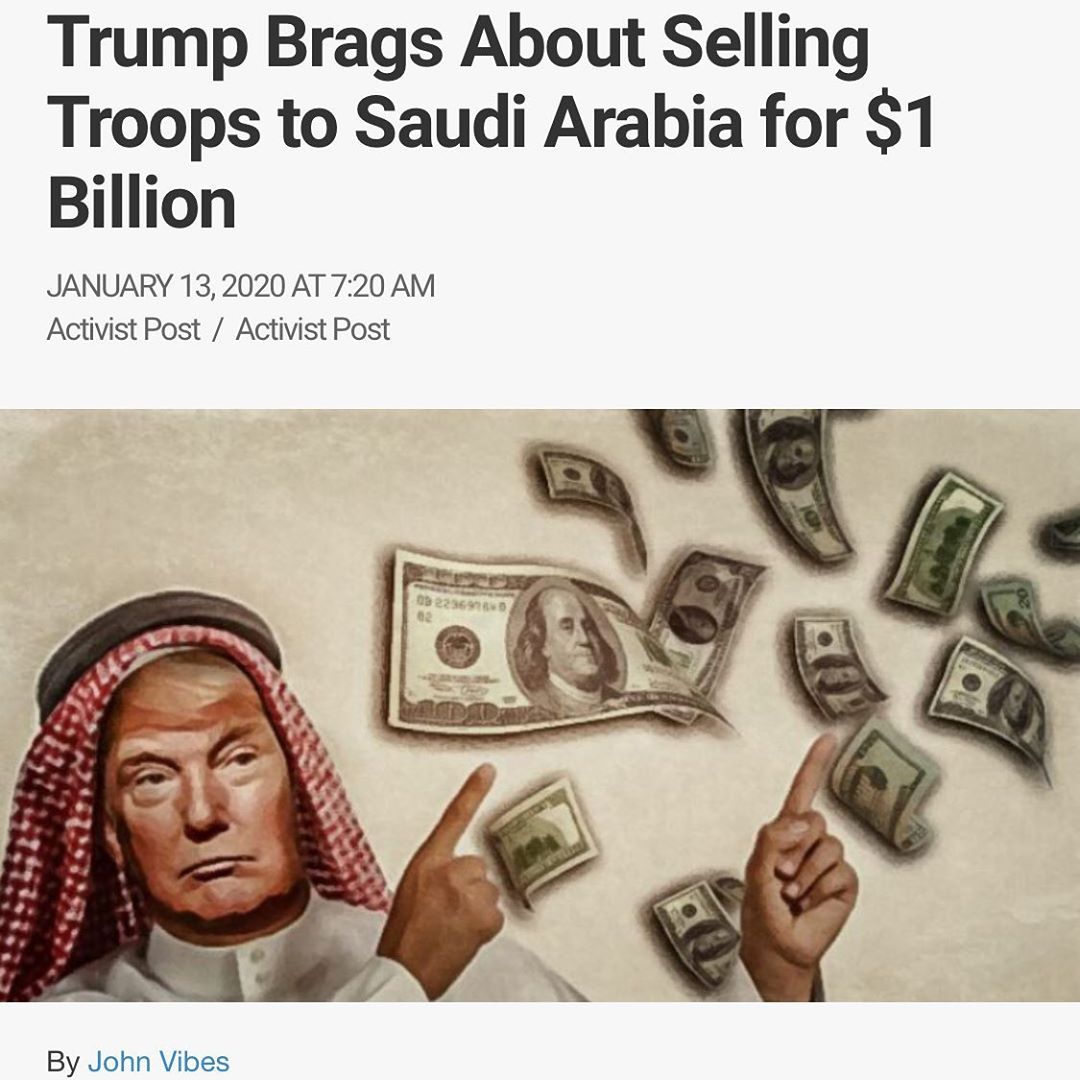 Trump Brags About Selling
Troops to Saudi Arabia for $1
Billion
JANUARY 13, 2020 AT 7:20 AM
Activist Post / Activist Post
By John Vibes